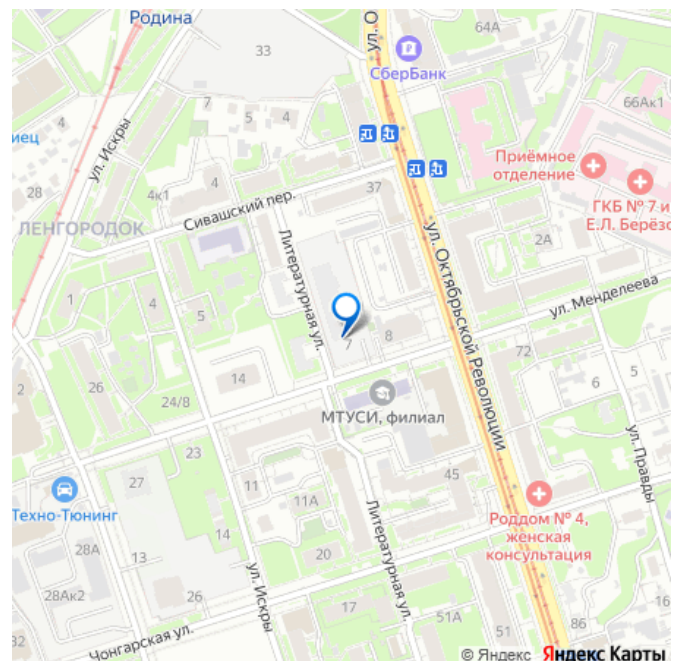 Родина
ул. О
64А
33
СберБанк
66Ак1
ул. Искры
7
5
4
4
иец
Приёмное
отделение
28
4к1
4
37
ГКБ № 7 и
Е.Л. Берёзо
Сивашский пер.
ЛЕНГОРОДОК
ул. Октябрьской Революции
2А
Литературная ул.
ул. Менделеева
1
4
5
7
8
72
2
26
14
6
5
24/8
МТУСИ, филиал
23
ул. Правды
45
27
11
11А
Техно-Тюнинг
Роддом № 4,
женская
консультация
14
28А
13
20
Литературная ул.
ул. Искры
28Ак2
26
17
16
51А
86
32
Чонгарская ул.
© Яндекс Яндекс Карты